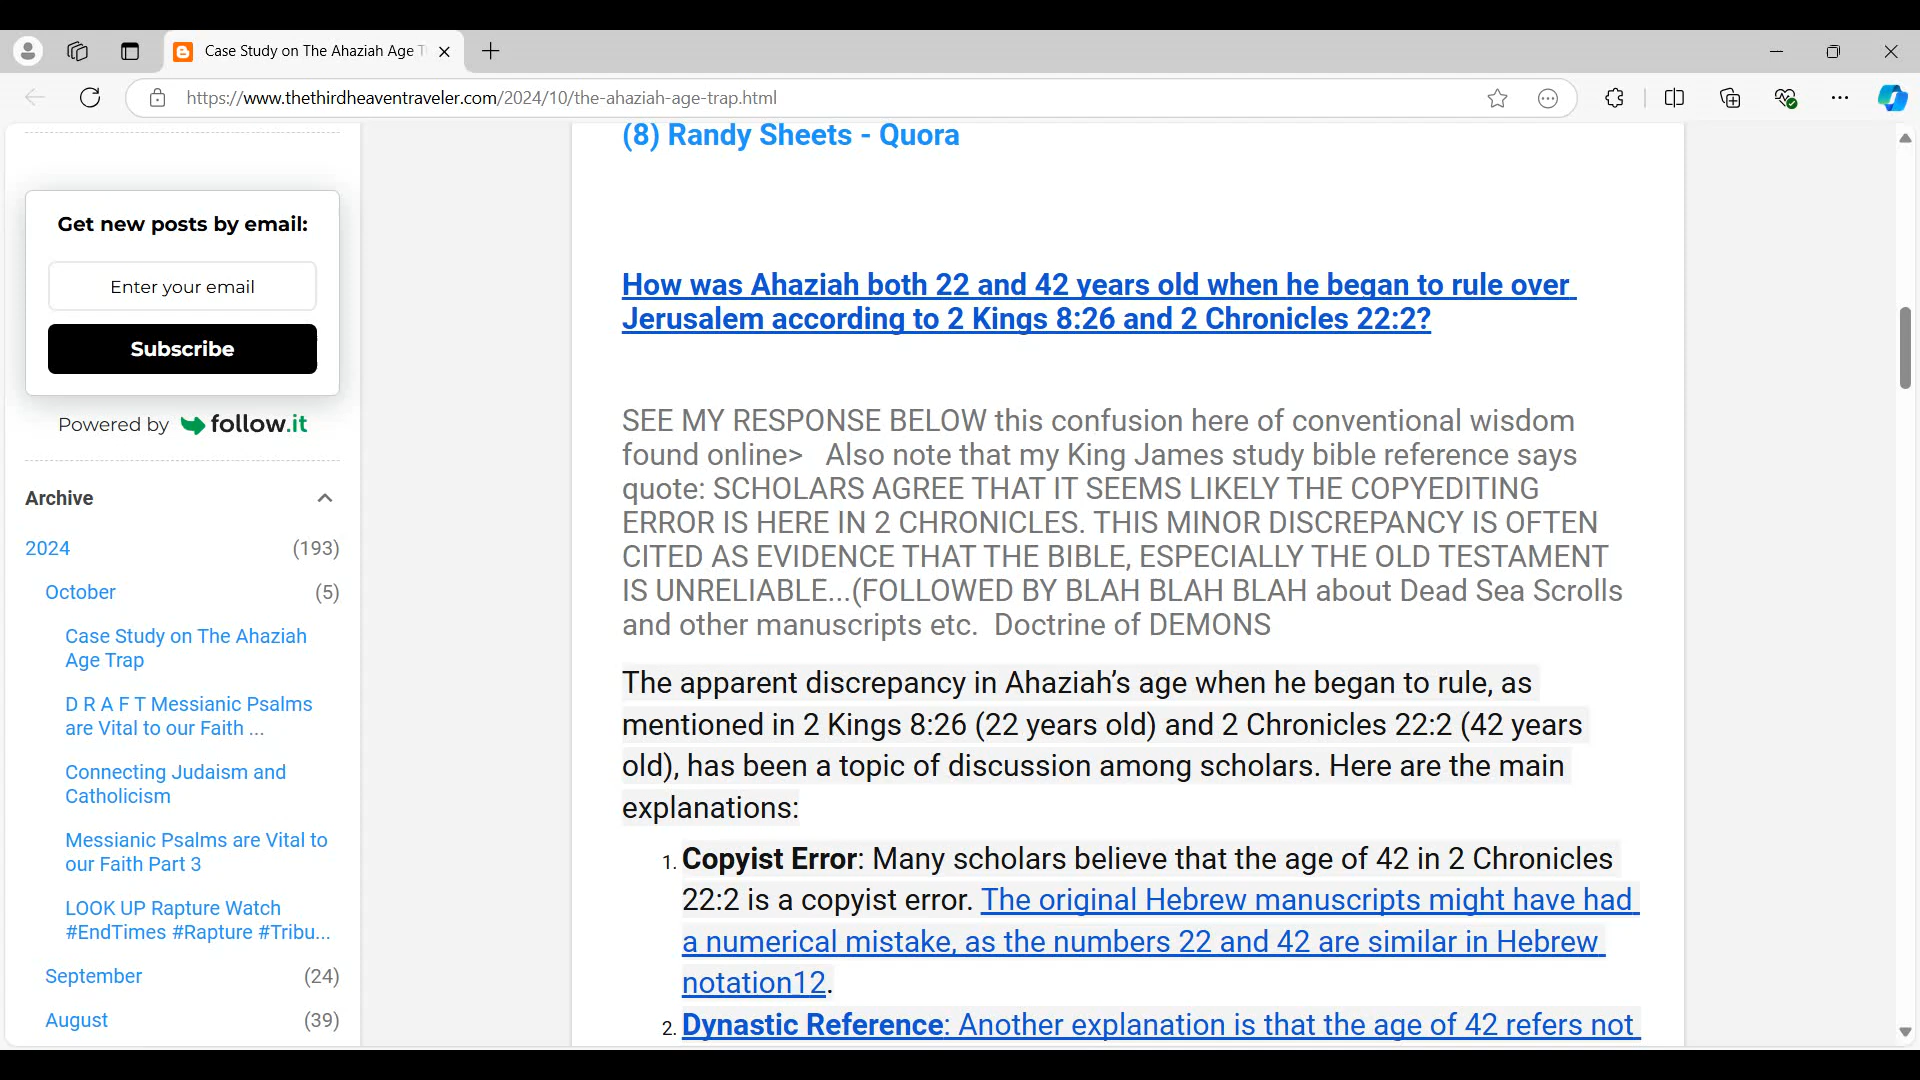 Case Study on The Ahaziah Age T
https://www.thethirdheaventraveler.com/2024/10/the-ahaziah-age-trap.html
Get new posts by email:
Enter your email
Subscribe
Powered by follow.it
Archive
2024 (193)
October (5)
Case Study on The Ahaziah
Age Trap
D R A F T Messianic Psalms
are Vital to our Faith ...
Connecting Judaism and
Catholicism
Messianic Psalms are Vital to
our Faith Part 3
LOOK UP Rapture Watch
#EndTimes #Rapture #Tribu...
September (24)
August (39)
(8) Randy Sheets - Quora
How was Ahaziah both 22 and 42 years old when he began to rule over
Jerusalem according to 2 Kings 8:26 and 2 Chronicles 22:2?
SEE MY RESPONSE BELOW this confusion here of conventional wisdom
found online> Also note that my King James study bible reference says
quote: SCHOLARS AGREE THAT IT SEEMS LIKELY THE COPYEDITING
ERROR IS HERE IN 2 CHRONICLES. THIS MINOR DISCREPANCY IS OFTEN
CITED AS EVIDENCE THAT THE BIBLE, ESPECIALLY THE OLD TESTAMENT
IS UNRELIABLE...(FOLLOWED BY BLAH BLAH BLAH about Dead Sea Scrolls
and other manuscripts etc. Doctrine of DEMONS
The apparent discrepancy in Ahaziah’s age when he began to rule, as
mentioned in 2 Kings 8:26 (22 years old) and 2 Chronicles 22:2 (42 years
old), has been a topic of discussion among scholars. Here are the main
explanations:
1. Copyist Error: Many scholars believe that the age of 42 in 2 Chronicles
22:2 is a copyist error. The original Hebrew manuscripts might have had
a numerical mistake, as the numbers 22 and 42 are similar in Hebrew
notation12.
2. Dynastic Reference: Another explanation is that the age of 42 refers not